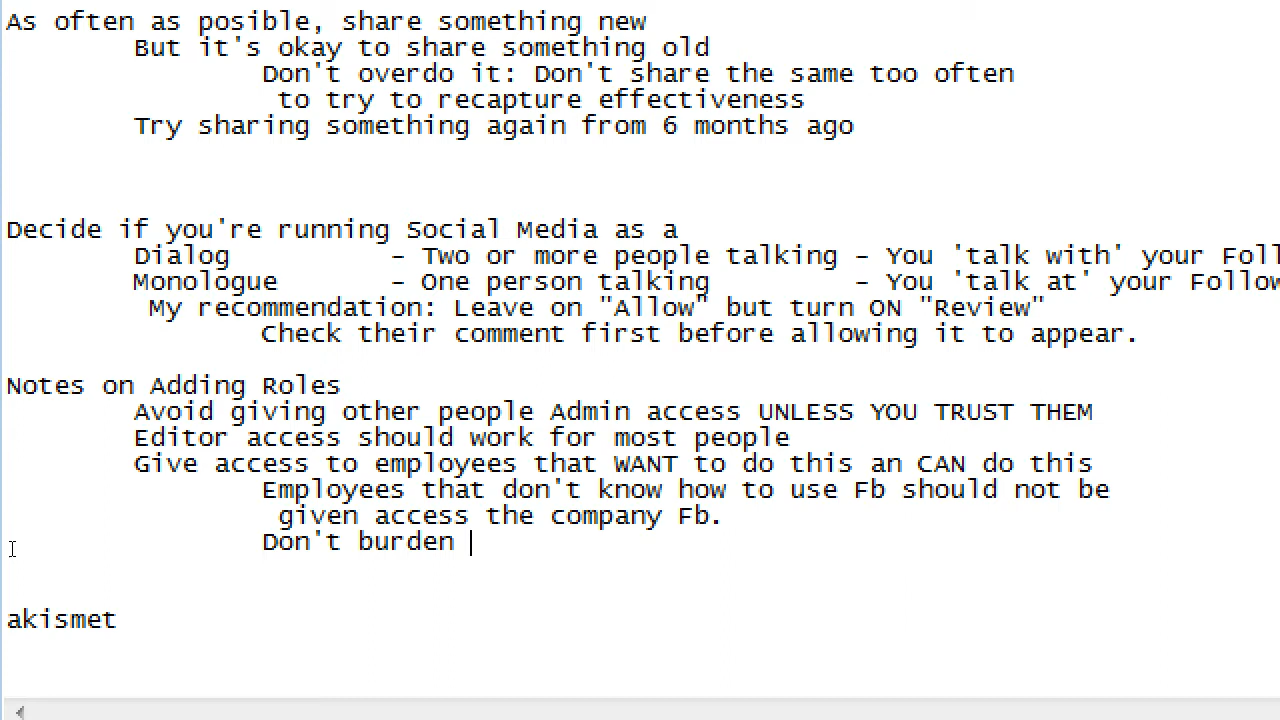 As often as posible, share something new
But it's okay to share something old
Don't overdo it: Don't share the same too often
to try to recapture effectiveness
Try sharing something again from 6 months ago
Decide if you're running Social Media as a
Dialog - Two or more people talking - You 'talk with' your
Monologue - One person talking - You 'talk at' your
My recommendation: Leave on "Allow" but turn ON "Review"
Check their comment first before allowing it to appear.
Notes on Adding Roles
Avoid giving other people Admin access UNLESS YOU TRUST THEM
Editor access should work for most people
Give access to employees that WANT to do this an CAN do this
Employees that don't know how to use Fb should not be
given access the company Fb.
Don't burden
akismet